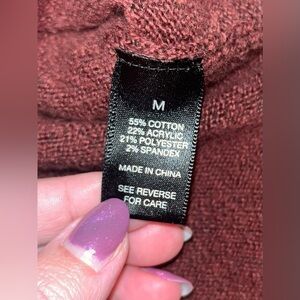 M
55% COTTON
22% ACRYLIC
21% POLYESTER
2% SPANDEX
MADE IN CHINA
SEE REVERSE
FOR CARE